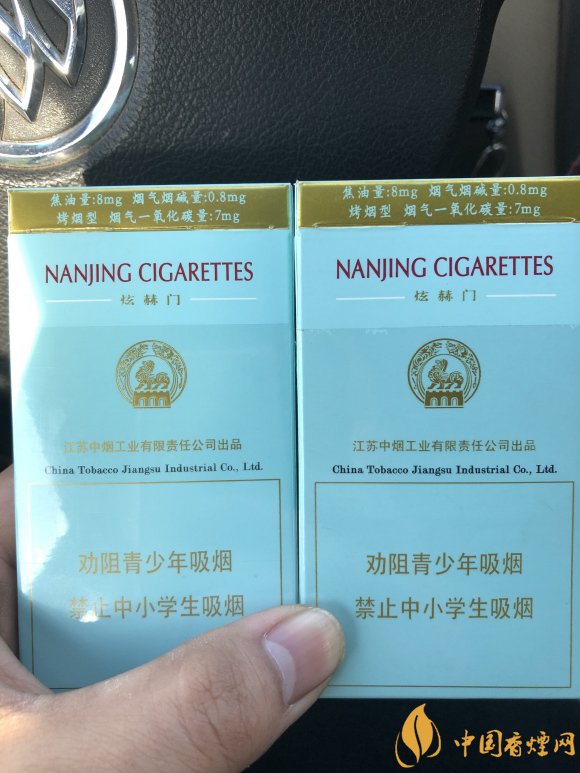 焦油量:8mg 烟气烟碱量:0.8mg
烤烟型 烟气一氧化碳量:7mg
NANJING CIGARETTES
炫赫门
江苏中烟工业有限责任公司出品
China Tobacco Jiangsu Industrial Co., Ltd.
劝阻青少年吸烟
禁止中小学生吸烟
焦油量:8mg 烟气烟碱量:0.8mg
烤烟型 烟气一氧化碳量:7mg
NANJING CIGARETTES
炫赫门
江苏中烟工业有限责任公司出品
China Tobacco Jiangsu Industrial Co., Ltd.
劝阻青少年吸烟
禁止中小学生吸烟
中国香煙网